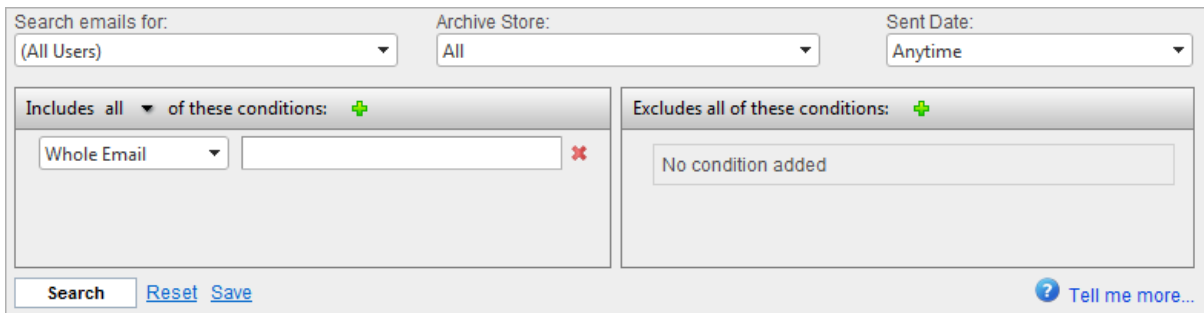 Search emails for: Archive Store: Sent Date:
(All Users) All Anytime
Includes all of these conditions: Excludes all of these conditions:
Whole Email No condition added
Search Reset Save Tell me more...